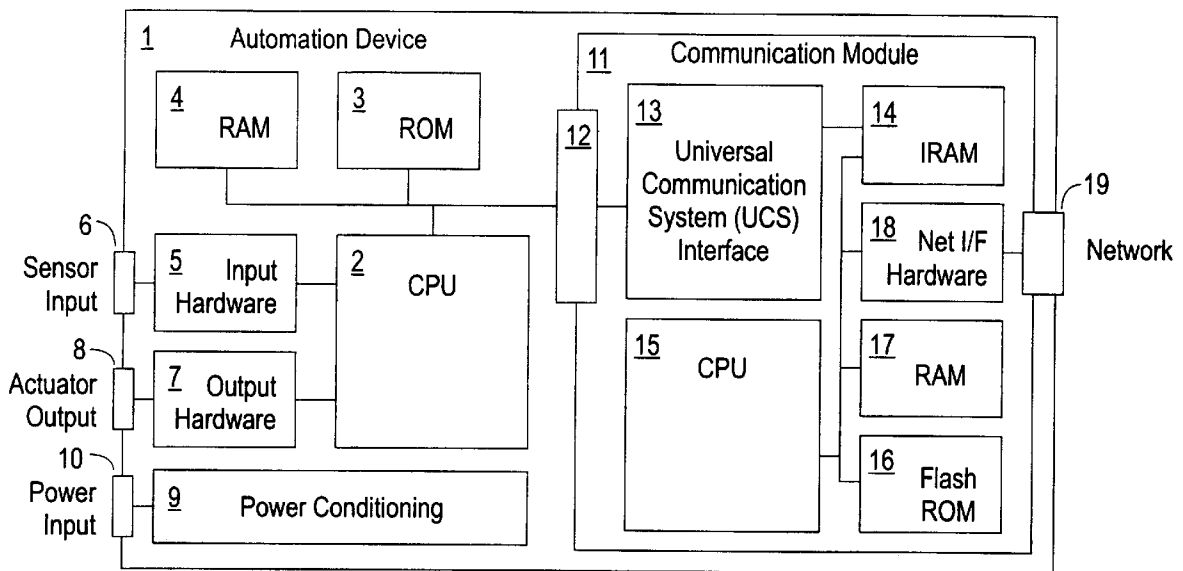 1 Automation Device
11 Communication Module
4 RAM
3 ROM
12
13 Universal
Communication
System (UCS)
Interface
14 IRAM
19
Network
6
Sensor
Input
5 Input
Hardware
2 CPU
18 Net I/F
Hardware
8
Actuator
Output
7 Output
Hardware
15 CPU
17 RAM
10
Power
Input
9 Power Conditioning
16 Flash
ROM